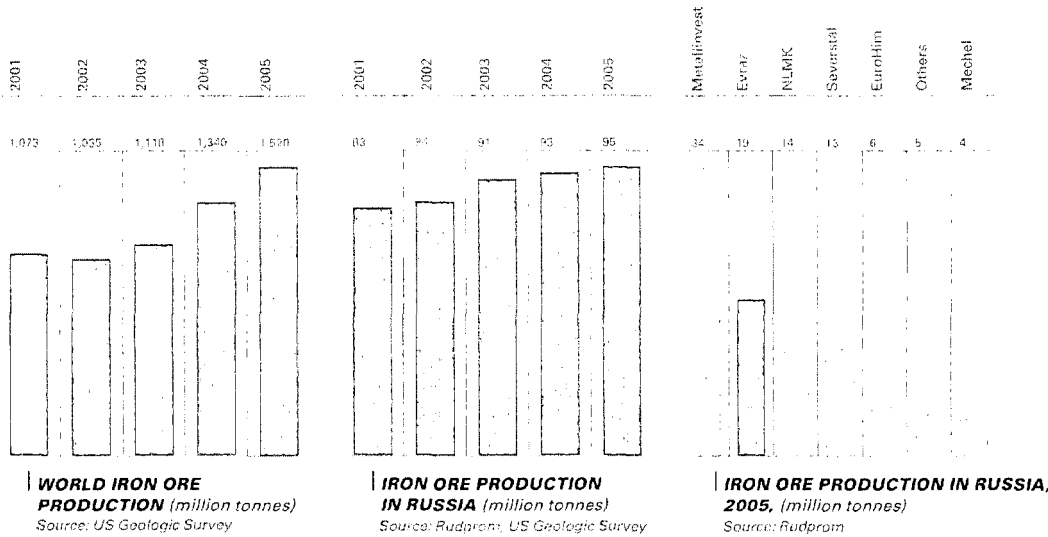 2001 2002 2003 2004 2005
1,073 1,035 1,118 1,340 1,520
WORLD IRON ORE
PRODUCTION (million tonnes)
Source: US Geologic Survey
2001 2002 2003 2004 2005
83 91 93 95
IRON ORE PRODUCTION
IN RUSSIA (million tonnes)
Source: Rudprom, US Geologic Survey
Metallinvest Evraz NLMK Severstal EuroHim Others Mechel
34 19 14 13 6 5 4
IRON ORE PRODUCTION IN RUSSIA,
2005, (million tonnes)
Source: Rudprom